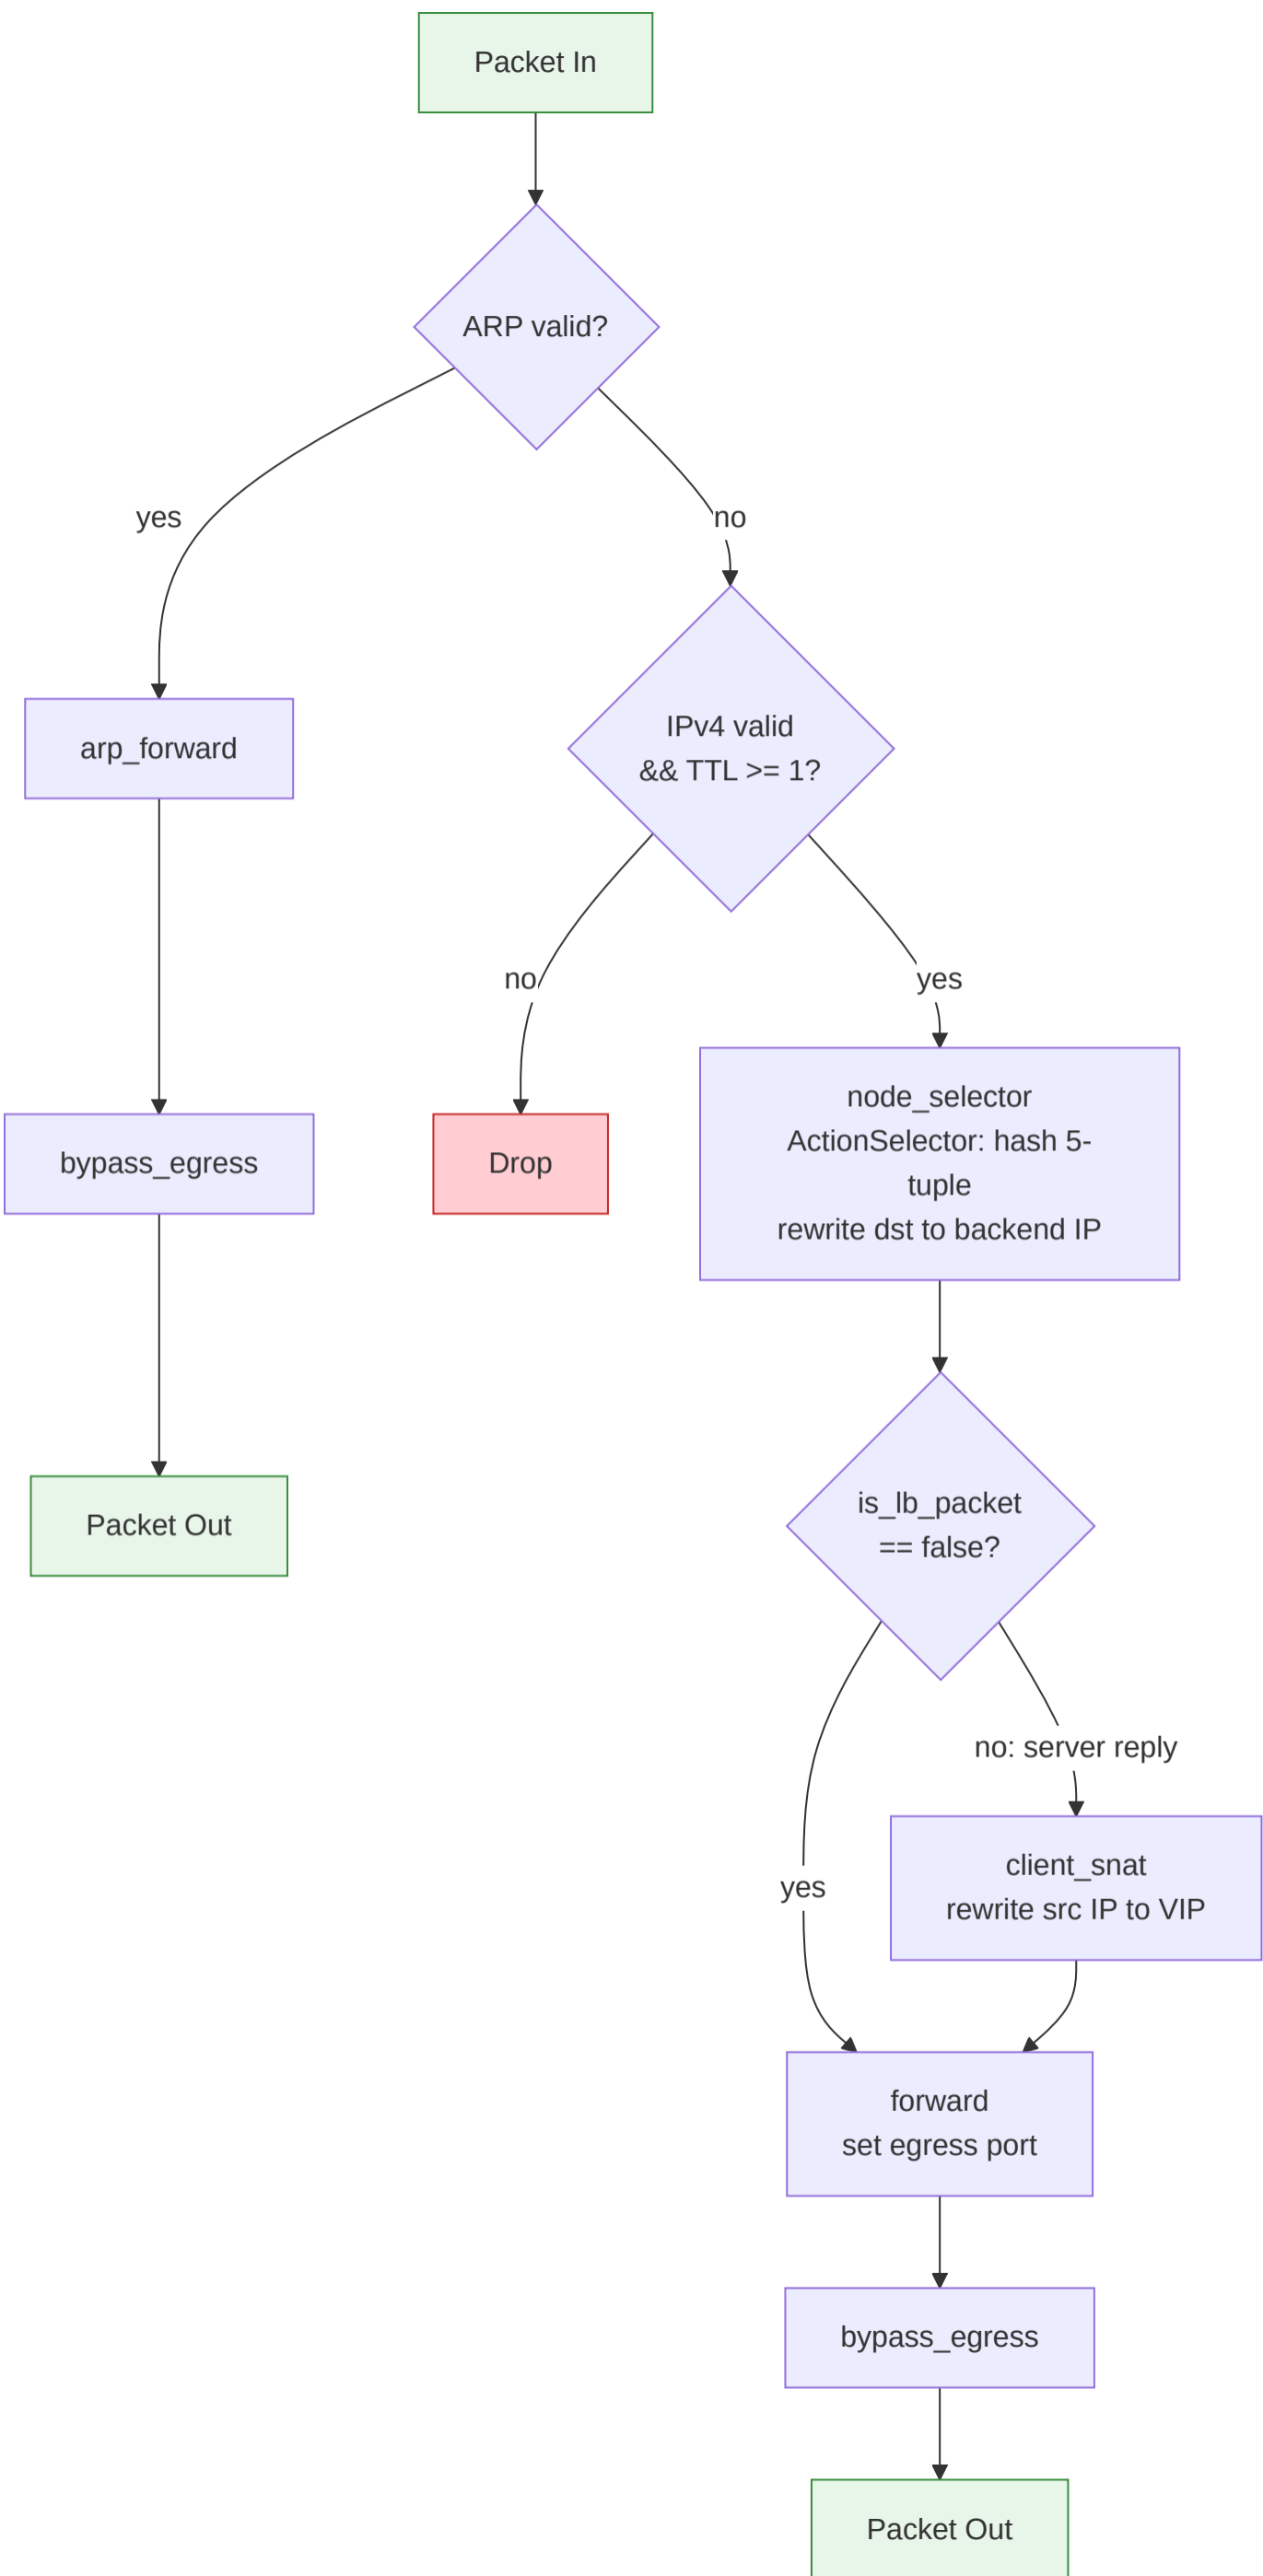 Packet In
ARP valid?
yes
no
arp_forward
IPv4 valid
&& TTL >= 1?
no
yes
bypass_egress
Drop
node_selector
ActionSelector: hash 5-
tuple
rewrite dst to backend IP
Packet Out
is_lb_packet
== false?
no: server reply
yes
client_snat
rewrite src IP to VIP
forward
set egress port
bypass_egress
Packet Out